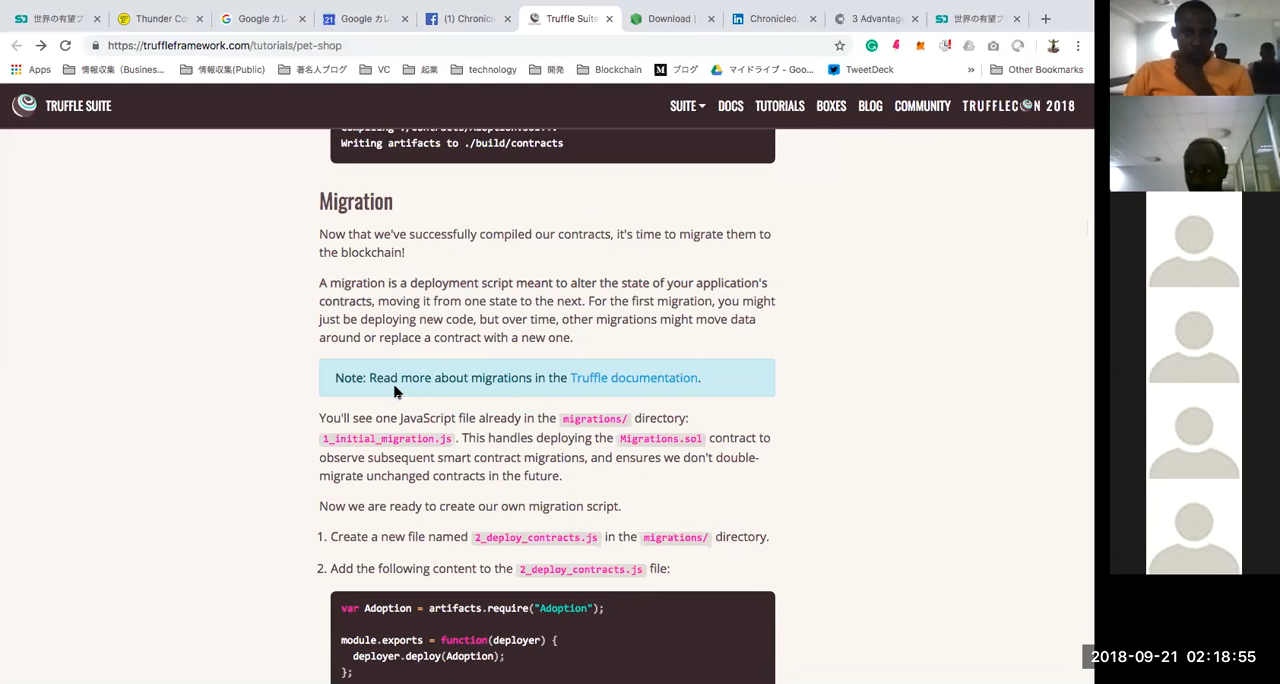 世界の有望ブ
Thunder Co
Google カレ
Google カレ
(1) Chronic
Truffle Suite
Download |
Chronicled.
3 Advantag
世界の有望ブ
https://truffleframework.com/tutorials/pet-shop
Apps
情報収集（Busines...
情報収集(Public)
著名人ブログ
VC
起業
technology
開発
Blockchain
ブログ
マイドライブ - Goo...
TweetDeck
»
Other Bookmarks
TRUFFLE SUITE
SUITE
DOCS
TUTORIALS
BOXES
BLOG
COMMUNITY
TRUFFLECON 2018
Compiling ./contracts/Adoption.sol...
Writing artifacts to ./build/contracts
Migration
Now that we've successfully compiled our contracts, it's time to migrate them to
the blockchain!
A migration is a deployment script meant to alter the state of your application's
contracts, moving it from one state to the next. For the first migration, you might
just be deploying new code, but over time, other migrations might move data
around or replace a contract with a new one.
Note: Read more about migrations in the Truffle documentation.
You'll see one JavaScript file already in the migrations/ directory:
1_initial_migration.js. This handles deploying the Migrations.sol contract to
observe subsequent smart contract migrations, and ensures we don't double-
migrate unchanged contracts in the future.
Now we are ready to create our own migration script.
1. Create a new file named 2_deploy_contracts.js in the migrations/ directory.
2. Add the following content to the 2_deploy_contracts.js file:
var Adoption = artifacts.require("Adoption");
module.exports = function(deployer) {
deployer.deploy(Adoption);
};
2018-09-21 02:18:55